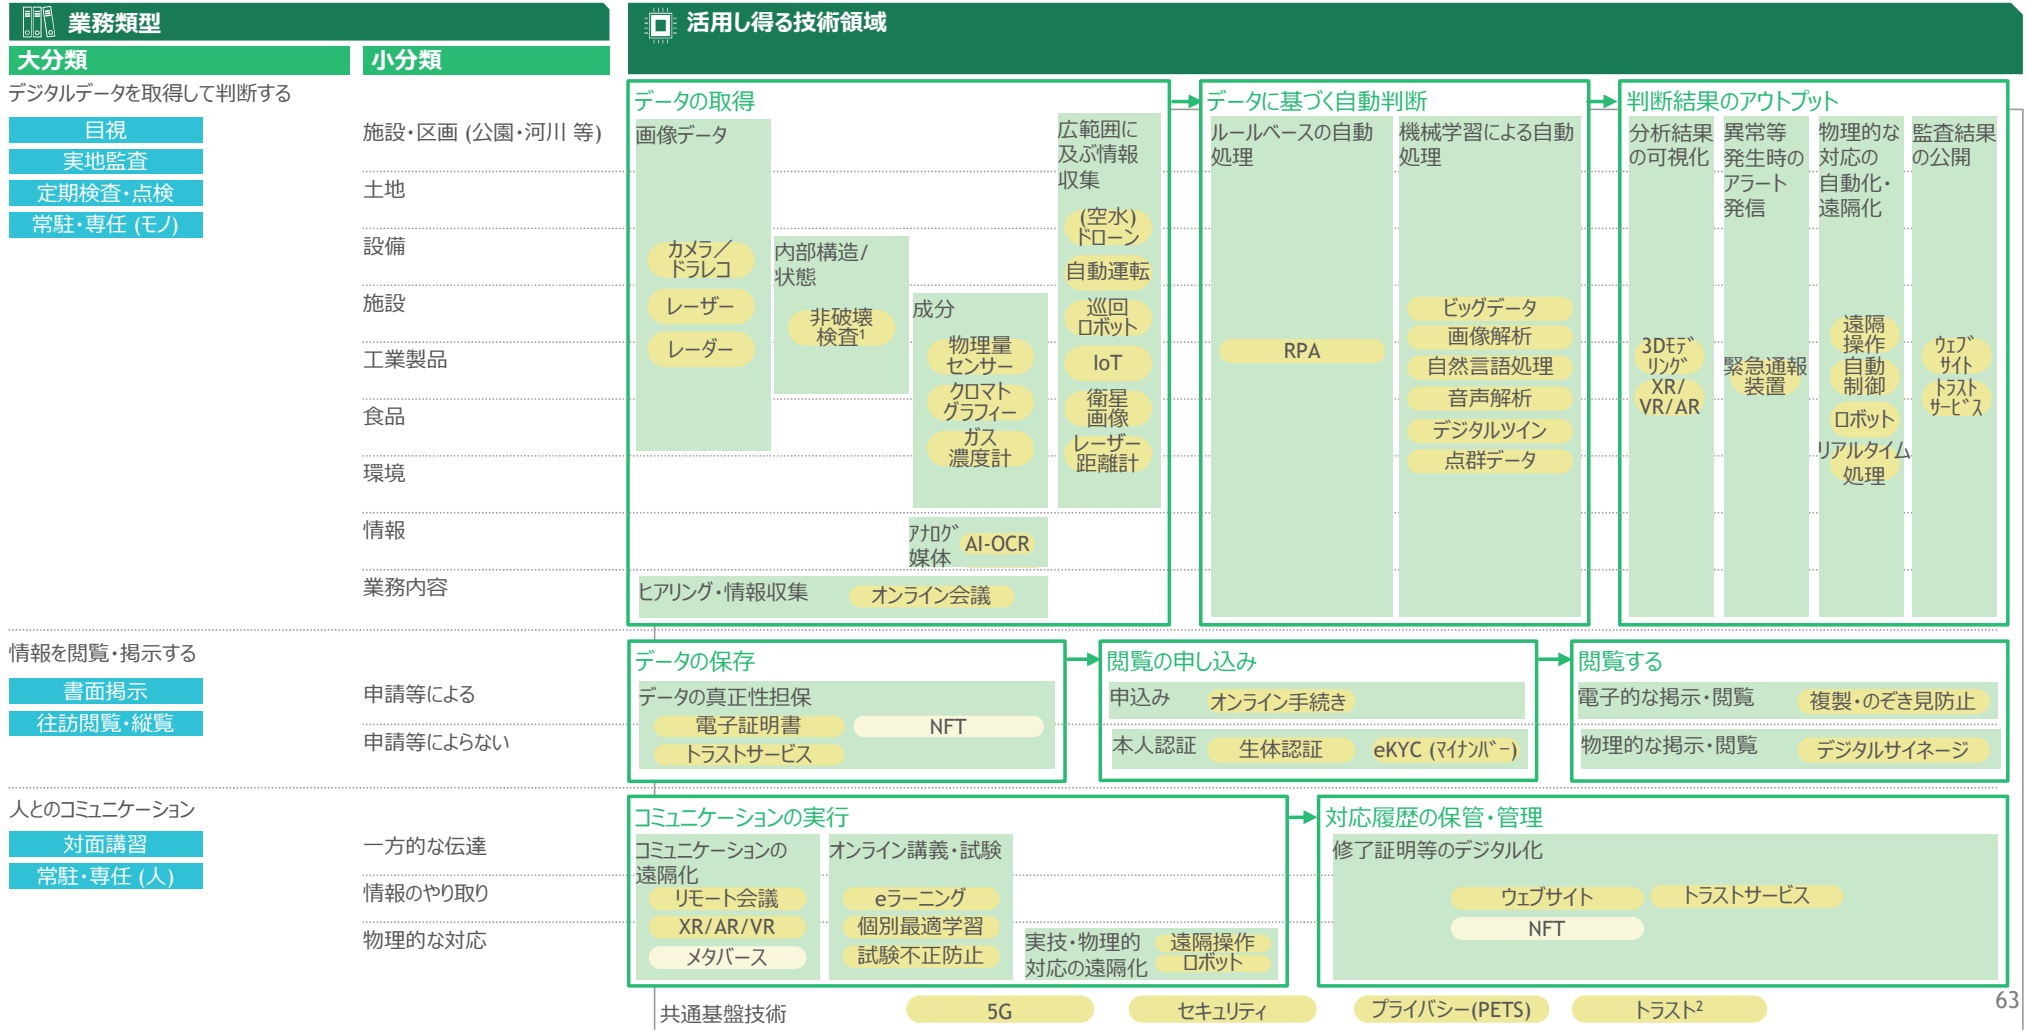 業務類型
活用し得る技術領域
大分類
小分類
デジタルデータを取得して判断する
目視
実地監査
定期検査・点検
常駐・専任 (モノ)
施設・区画 (公園・河川 等)
土地
設備
施設
工業製品
食品
環境
情報
業務内容
データの取得
画像データ
カメラ／
ドラレコ
レーザー
レーダー
内部構造/
状態
非破壊
検査1
成分
物理量
センサー
クロマト
グラフィー
ガス
濃度計
広範囲に
及ぶ情報
収集
(空水)
ドローン
自動運転
巡回
ロボット
IoT
衛星
画像
レーザー
距離計
ｱﾅﾛｸﾞ
媒体
AI-OCR
ヒアリング・情報収集
オンライン会議
データに基づく自動判断
ルールベースの自動
処理
RPA
機械学習による自動
処理
ビッグデータ
画像解析
自然言語処理
音声解析
デジタルツイン
点群データ
判断結果のアウトプット
分析結果
の可視化
3Dﾓﾃﾞ
ﾘﾝｸﾞ
XR/
VR/AR
異常等
発生時の
アラート
発信
緊急通報
装置
物理的な
対応の
自動化・
遠隔化
遠隔
操作
自動
制御
ロボット
リアルタイム
処理
監査結果
の公開
ｳｪﾌﾞ
ｻｲﾄ
ﾄﾗｽﾄ
ｻｰﾋﾞｽ
情報を閲覧・掲示する
書面掲示
往訪閲覧・縦覧
申請等による
申請等によらない
データの保存
データの真正性担保
電子証明書
NFT
トラストサービス
閲覧の申し込み
申込み
オンライン手続き
本人認証
生体認証
eKYC (ﾏｲﾅﾝﾊﾞｰ)
閲覧する
電子的な掲示・閲覧
複製・のぞき見防止
物理的な掲示・閲覧
デジタルサイネージ
人とのコミュニケーション
対面講習
常駐・専任 (人)
一方的な伝達
情報のやり取り
物理的な対応
コミュニケーションの実行
コミュニケーションの
遠隔化
リモート会議
XR/AR/VR
メタバース
オンライン講義・試験
eラーニング
個別最適学習
試験不正防止
実技・物理的
対応の遠隔化
遠隔操作
ロボット
対応履歴の保管・管理
修了証明等のデジタル化
ウェブサイト
トラストサービス
NFT
共通基盤技術
5G
セキュリティ
プライバシー(PETS)
トラスト2
63